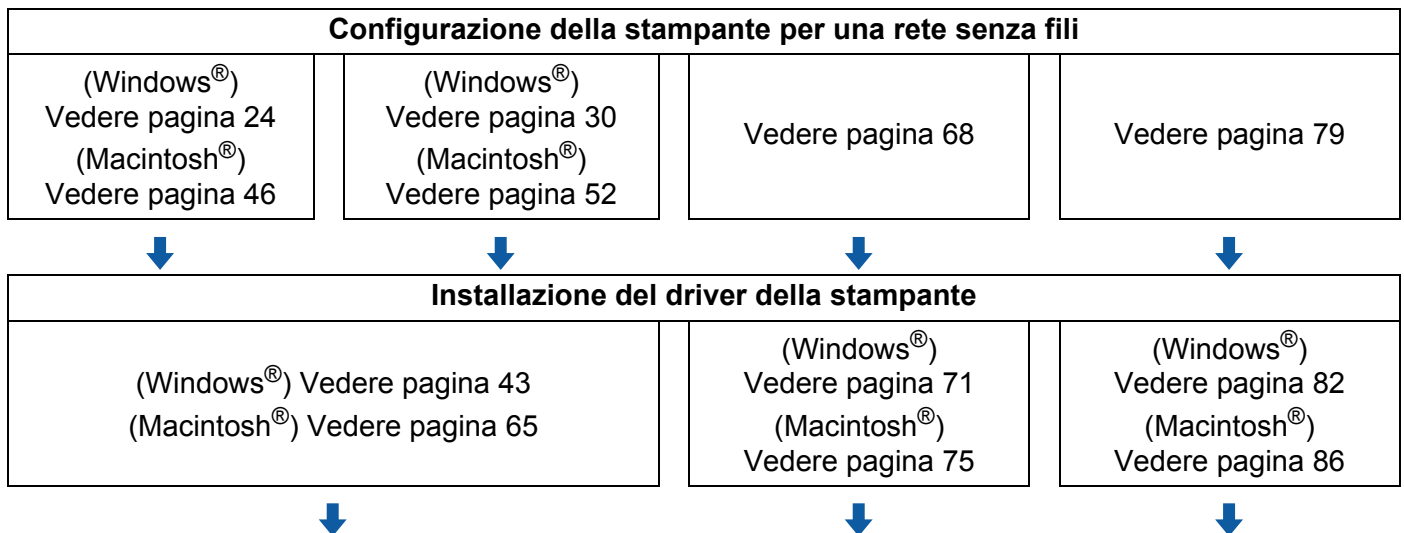 Configurazione della stampante per una rete senza fili
(Windows®)
Vedere pagina 24
(Macintosh®)
Vedere pagina 46
(Windows®)
Vedere pagina 30
(Macintosh®)
Vedere pagina 52
Vedere pagina 68
Vedere pagina 79
Installazione del driver della stampante
(Windows®) Vedere pagina 43
(Macintosh®) Vedere pagina 65
(Windows®)
Vedere pagina 71
(Macintosh®)
Vedere pagina 75
(Windows®)
Vedere pagina 82
(Macintosh®)
Vedere pagina 86